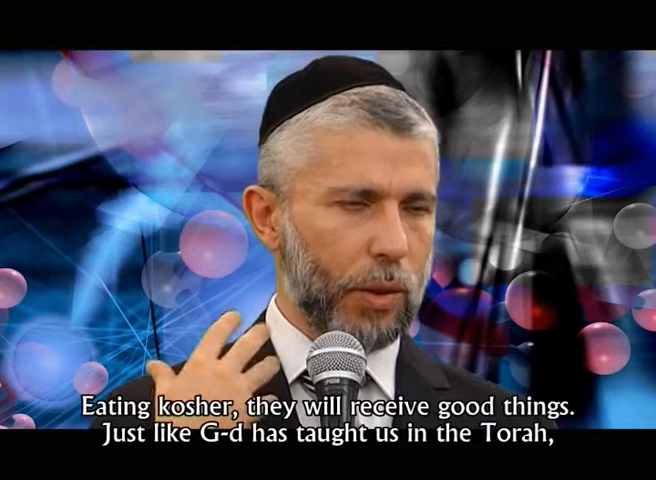 Eating kosher, they will receive good things.
Just like G-d has taught us in the Torah,